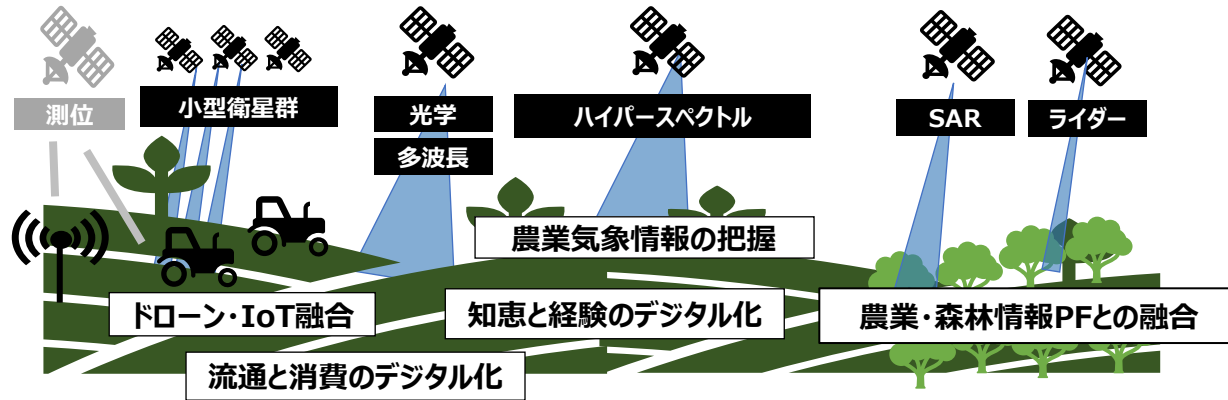 測位
小型衛星群
光学
多波長
ハイパースペクトル
SAR
ライダー
農業気象情報の把握
ドローン・IoT融合
知恵と経験のデジタル化
農業・森林情報PFとの融合
流通と消費のデジタル化